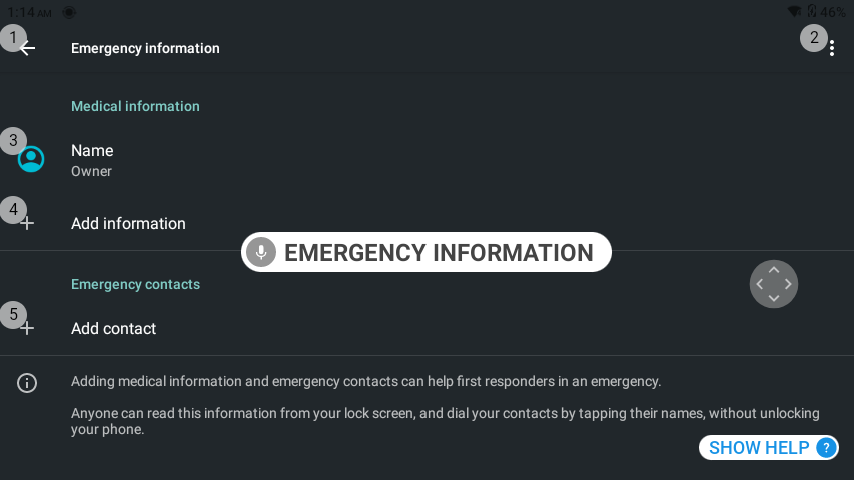 1:14 AM 46%
1 Emergency information 2
Medical information
3 Name
Owner
4 Add information
EMERGENCY INFORMATION
Emergency contacts
5 Add contact
Adding medical information and emergency contacts can help first responders in an emergency.
Anyone can read this information from your lock screen, and dial your contacts by tapping their names, without unlocking
your phone.
SHOW HELP ?